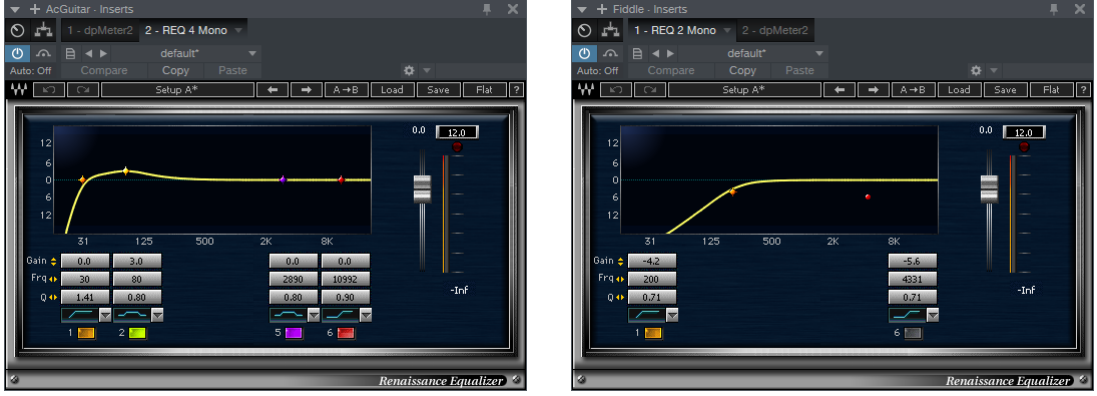 AcGuitar - Inserts
1 - dpMeter2 2 - REQ 4 Mono
default*
Auto: Off Compare Copy Paste
Setup A* A→B Load Save Flat ?
0.0 12.0
12
6
0
6
12
31 125 500 2K 8K
Gain 0.0 3.0 0.0 0.0
Frq 30 80 2890 10992
Q 1.41 0.80 0.80 0.90
-Inf
1 2 5 6
Renaissance Equalizer
Fiddle - Inserts
1 - REQ 2 Mono 2 - dpMeter2
default*
Auto: Off Compare Copy Paste
Setup A* A→B Load Save Flat ?
0.0 12.0
12
6
0
6
12
31 125 500 2K 8K
Gain -4.2 -5.6
Frq 200 4331
Q 0.71 0.71
-Inf
1 6
Renaissance Equalizer